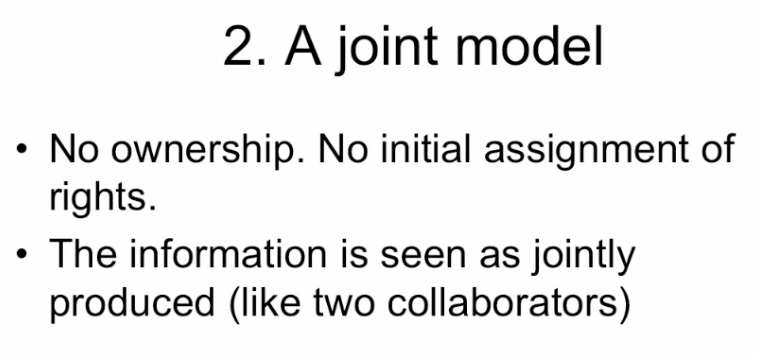 2. A joint model
• No ownership. No initial assignment of
rights.
• The information is seen as jointly
produced (like two collaborators)